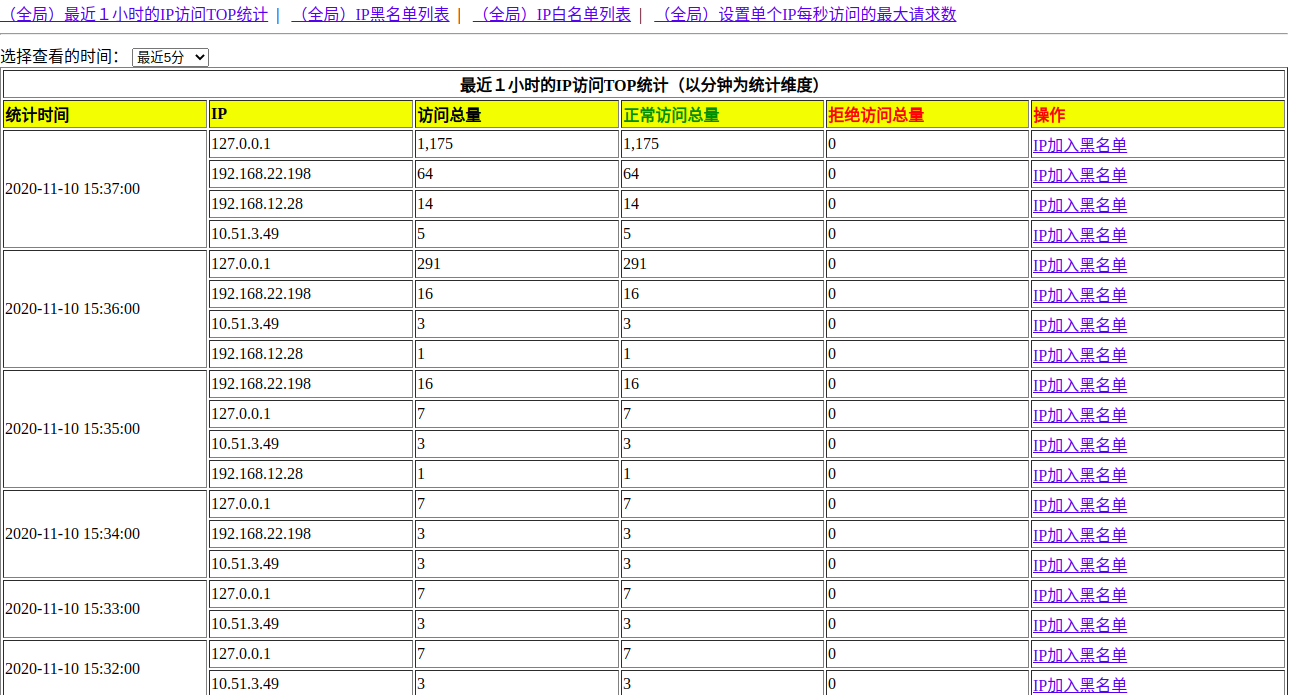 （全局）最近１小时的IP访问TOP统计 | （全局）IP黑名单列表 | （全局）IP白名单列表 | （全局）设置单个IP每秒访问的最大请求数
选择查看的时间： 最近5分
最近１小时的IP访问TOP统计（以分钟为统计维度）
统计时间 IP 访问总量 正常访问总量 拒绝访问总量 操作
2020-11-10 15:37:00 127.0.0.1 1,175 1,175 0 IP加入黑名单
192.168.22.198 64 64 0 IP加入黑名单
192.168.12.28 14 14 0 IP加入黑名单
10.51.3.49 5 5 0 IP加入黑名单
2020-11-10 15:36:00 127.0.0.1 291 291 0 IP加入黑名单
192.168.22.198 16 16 0 IP加入黑名单
10.51.3.49 3 3 0 IP加入黑名单
192.168.12.28 1 1 0 IP加入黑名单
2020-11-10 15:35:00 192.168.22.198 16 16 0 IP加入黑名单
127.0.0.1 7 7 0 IP加入黑名单
10.51.3.49 3 3 0 IP加入黑名单
192.168.12.28 1 1 0 IP加入黑名单
2020-11-10 15:34:00 127.0.0.1 7 7 0 IP加入黑名单
192.168.22.198 3 3 0 IP加入黑名单
10.51.3.49 3 3 0 IP加入黑名单
2020-11-10 15:33:00 127.0.0.1 7 7 0 IP加入黑名单
10.51.3.49 3 3 0 IP加入黑名单
2020-11-10 15:32:00 127.0.0.1 7 7 0 IP加入黑名单
10.51.3.49 3 3 0 IP加入黑名单